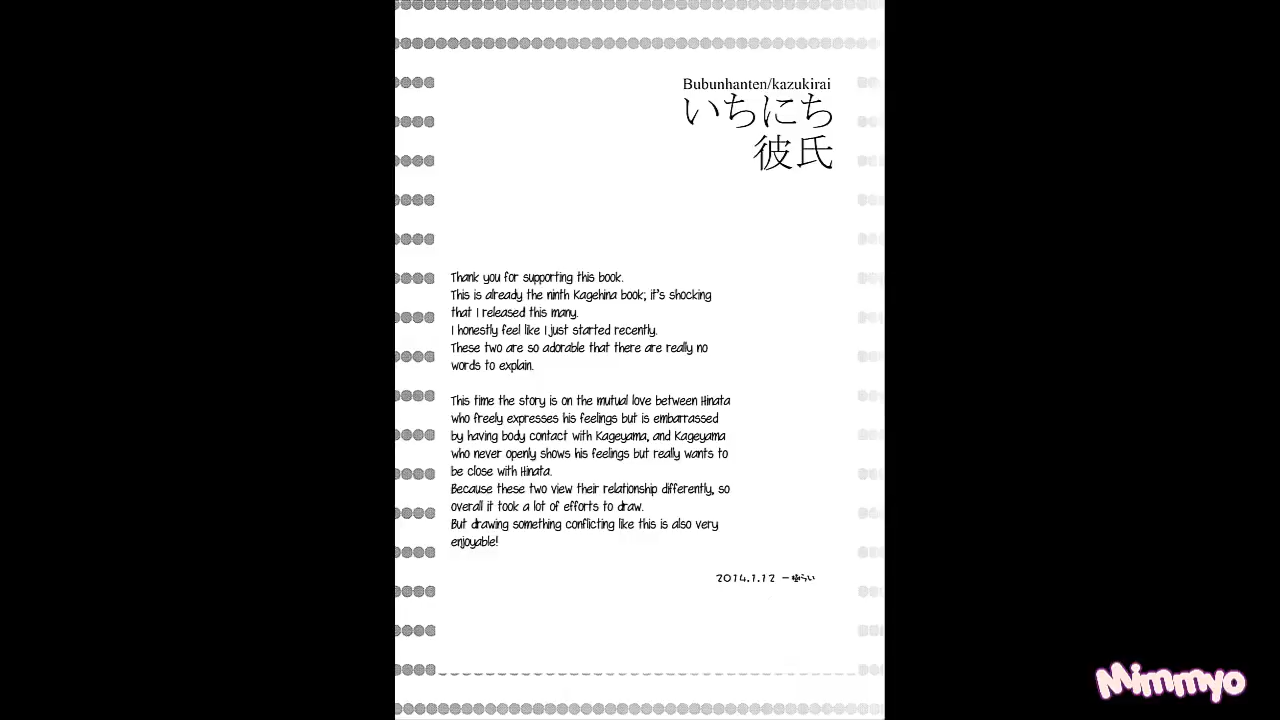 Bubunhanten/kazukirai
いちにち
彼氏
Thank you for supporting this book.
This is already the ninth Kagehina book; it's shocking
that I released this many.
I honestly feel like I just started recently.
These two are so adorable that there are really no
words to explain.
This time the story is on the mutual love between Hinata
who freely expresses his feelings but is embarrassed
by having body contact with Kageyama, and Kageyama
who never openly shows his feelings but really wants to
be close with Hinata.
Because these two view their relationship differently, so
overall it took a lot of efforts to draw.
But drawing something conflicting like this is also very
enjoyable!
2014.1.12
Mimmyo